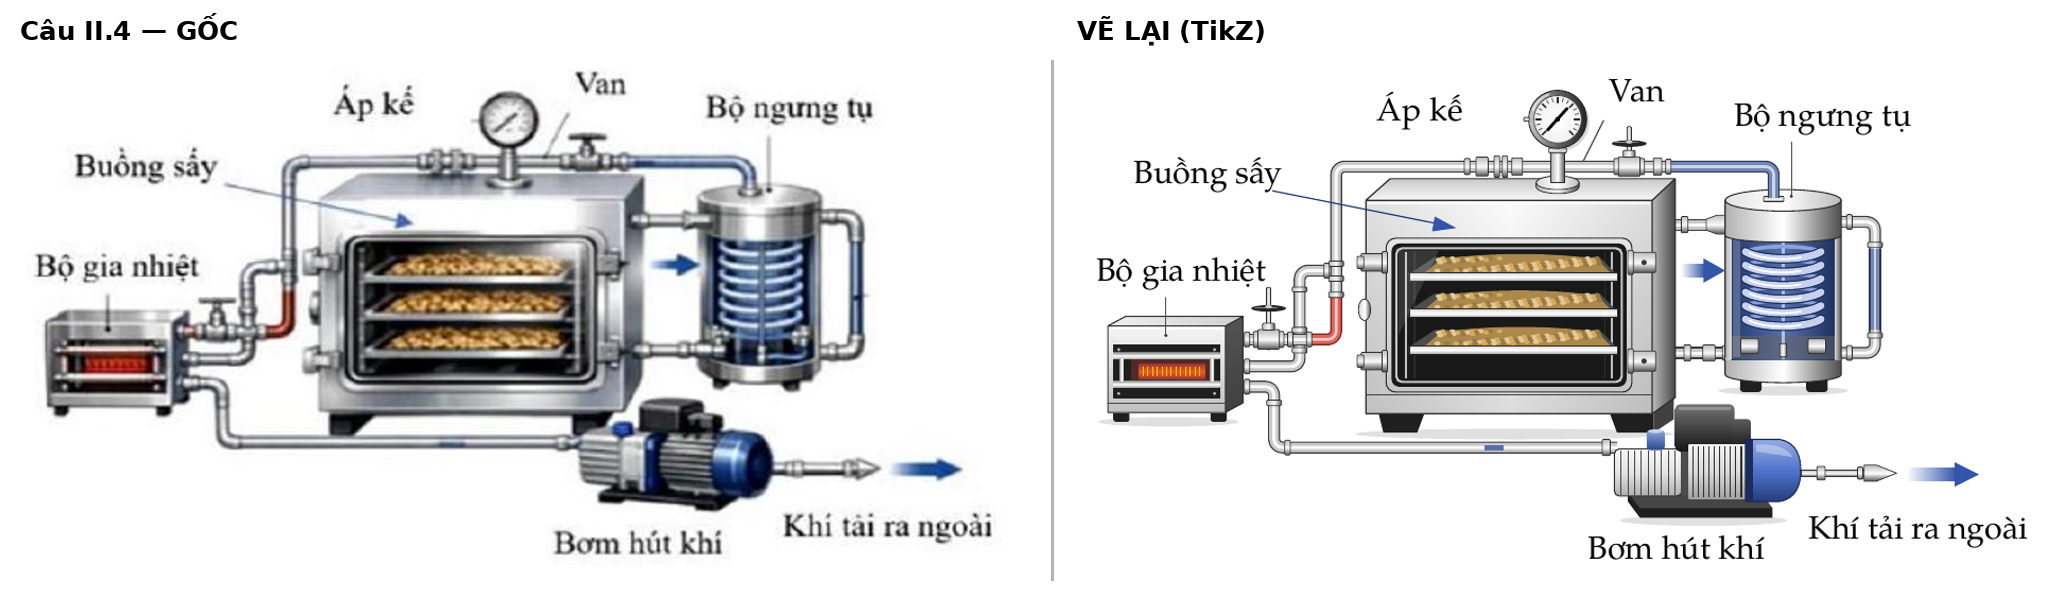 Câu II.4 — GỐC
Van
Áp kế
Bộ ngưng tụ
Buồng sấy
Bộ gia nhiệt
Khí tải ra ngoài
Bơm hút khí
VẼ LẠI (TikZ)
Van
Áp kế
Bộ ngưng tụ
Buồng sấy
Bộ gia nhiệt
Khí tải ra ngoài
Bơm hút khí